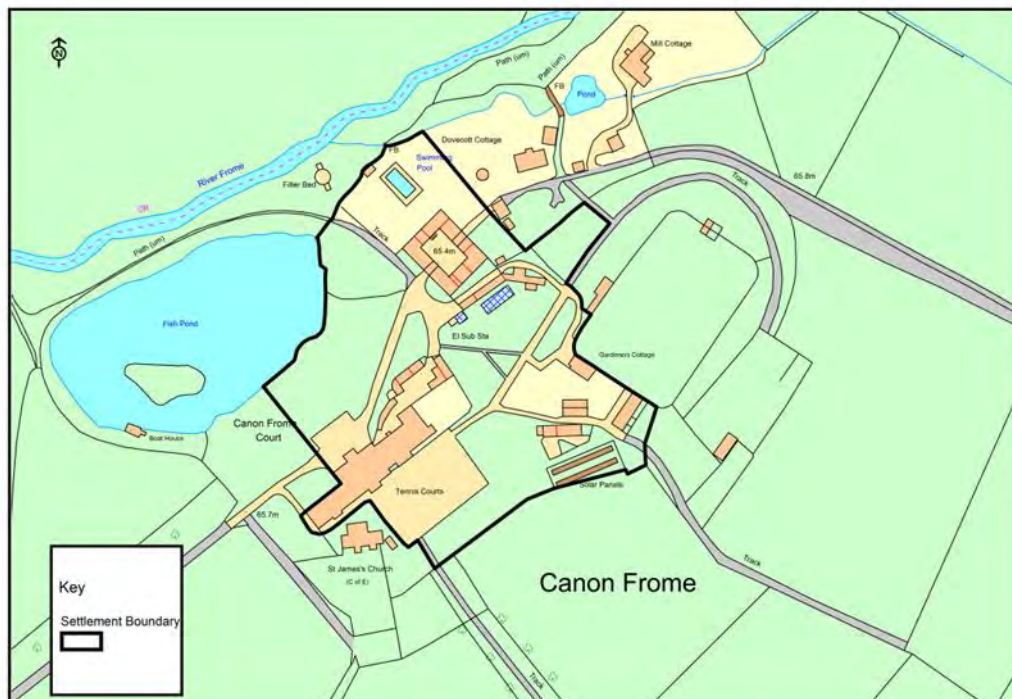 N
Mill Cottage
Path (um)
Path (um)
FB
Pond
Dovecott Cottage
FB
Swimming
Pool
River Frome
Filter Bed
CR
65.8m
Track
Path (um)
Track
65.4m
Fish Pond
El Sub Sta
Gardiners Cottage
Canon Frome
Court
Boat House
Tennis Courts
Solar Panels
65.7m
St James's Church
(C of E)
Track
Canon Frome
Track
Key
Settlement Boundary